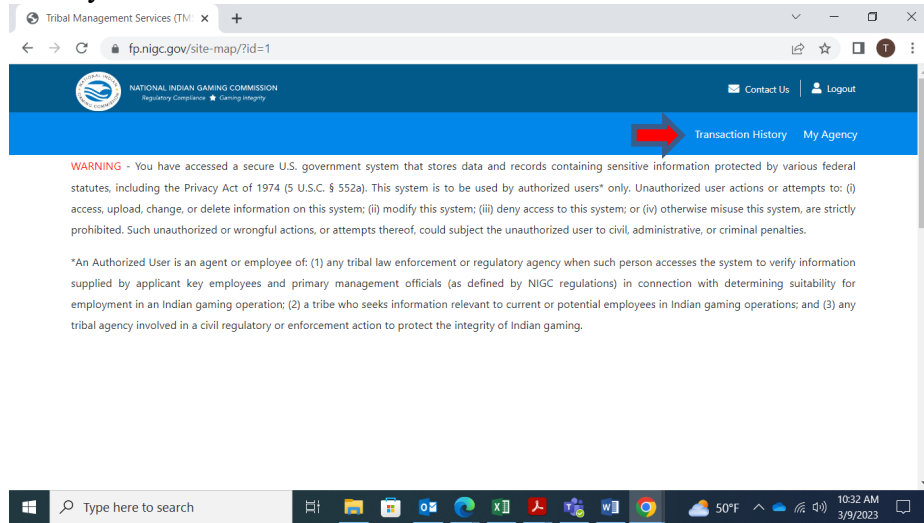 Tribal Management Services (TM
fp.nigc.gov/site-map/?id=1
T
NATIONAL INDIAN GAMING COMMISSION
Regulatory Compliance ★ Gaming Integrity
Contact Us
Logout
Transaction History My Agency
WARNING - You have accessed a secure U.S. government system that stores data and records containing sensitive information protected by various federal
statutes, including the Privacy Act of 1974 (5 U.S.C. § 552a). This system is to be used by authorized users* only. Unauthorized user actions or attempts to: (i)
access, upload, change, or delete information on this system; (ii) modify this system; (iii) deny access to this system; or (iv) otherwise misuse this system, are strictly
prohibited. Such unauthorized or wrongful actions, or attempts thereof, could subject the unauthorized user to civil, administrative, or criminal penalties.
*An Authorized User is an agent or employee of: (1) any tribal law enforcement or regulatory agency when such person accesses the system to verify information
supplied by applicant key employees and primary management officials (as defined by NIGC regulations) in connection with determining suitability for
employment in an Indian gaming operation; (2) a tribe who seeks information relevant to current or potential employees in Indian gaming operations; and (3) any
tribal agency involved in a civil regulatory or enforcement action to protect the integrity of Indian gaming.
Type here to search
50°F
10:32 AM
3/9/2023